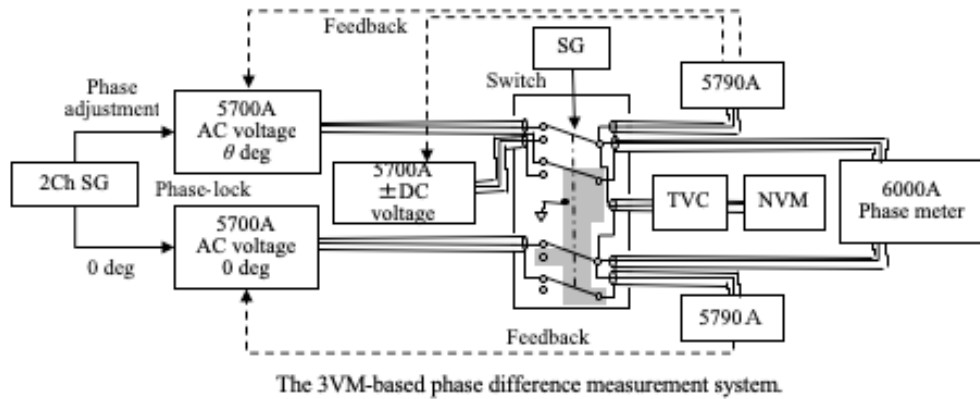 Feedback
SG
Switch
5790A
Phase
adjustment
5700A
AC voltage
θ deg
5700A
±DC
voltage
2Ch SG
Phase-lock
TVC
NVM
6000A
Phase meter
5700A
AC voltage
0 deg
0 deg
5790A
Feedback
The 3VM-based phase difference measurement system.